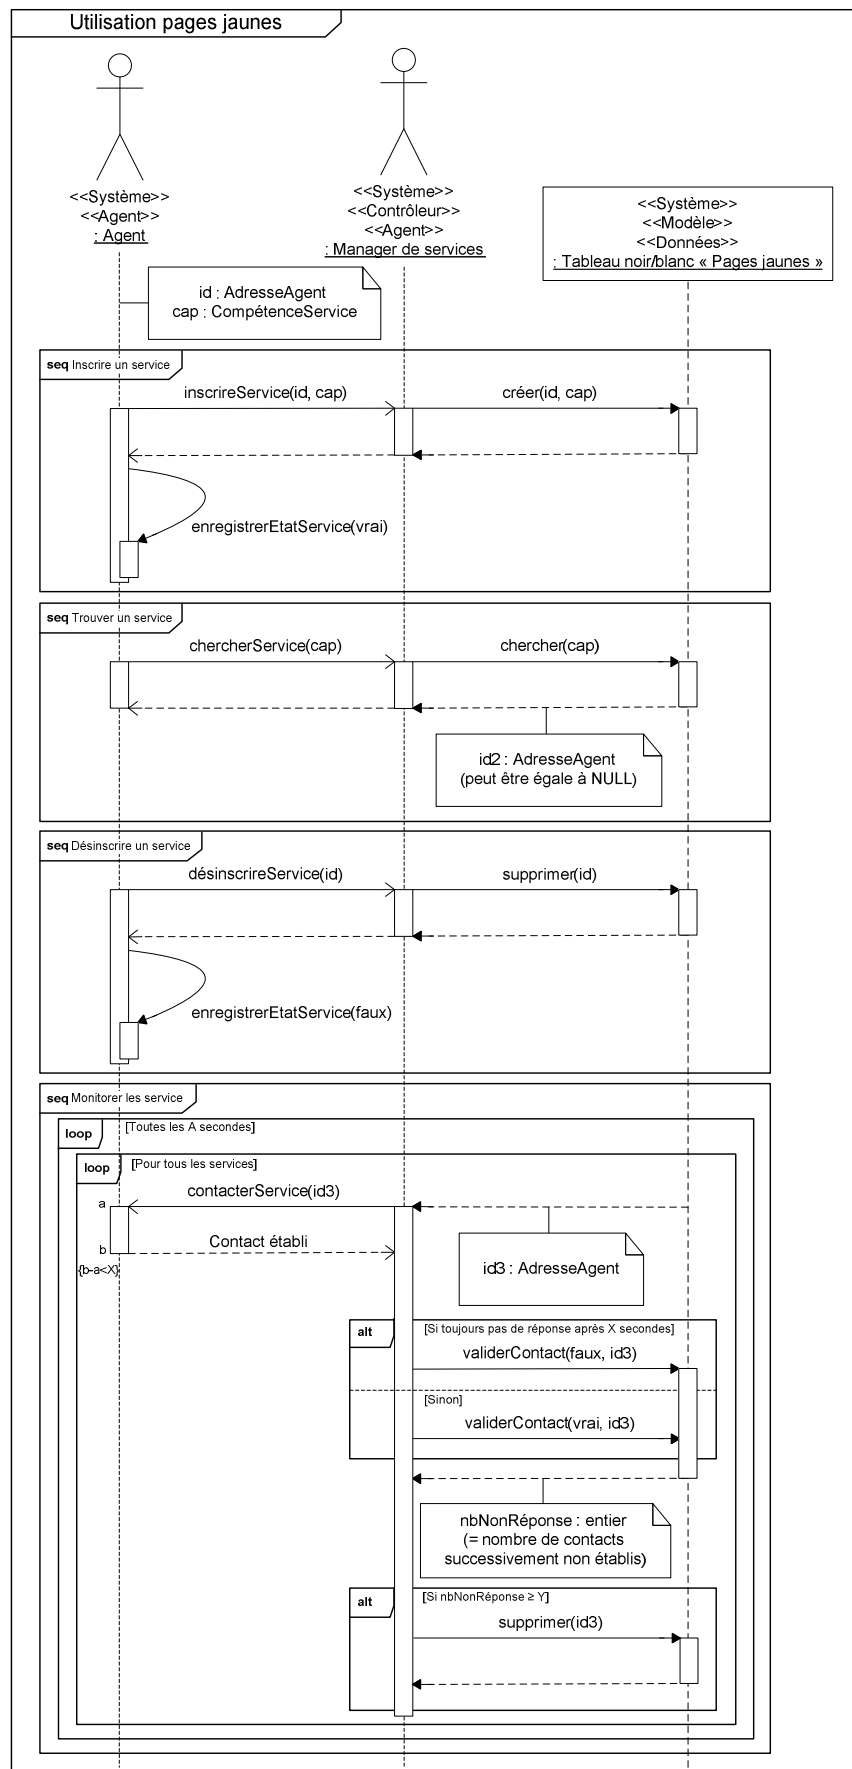 Utilisation pages jaunes
<<Système>>
<<Agent>>
: Agent
<<Système>>
<<Contrôleur>>
<<Agent>>
: Manager de services
<<Système>>
<<Modèle>>
<<Données>>
: Tableau noir/blanc « Pages jaunes »
id : AdresseAgent
cap : CompétenceService
seq Inscrire un service
inscrireService(id, cap)
créer(id, cap)
enregistrerEtatService(vrai)
seq Trouver un service
chercherService(cap)
chercher(cap)
id2 : AdresseAgent
(peut être égale à NULL)
seq Désinscrire un service
désinscrireService(id)
supprimer(id)
enregistrerEtatService(faux)
seq Monitorer les service
loop
[Toutes les A secondes]
loop
[Pour tous les services]
contacterService(id3)
a
Contact établi
b
{b-a<X}
id3 : AdresseAgent
alt
[Si toujours pas de réponse après X secondes]
validerContact(faux, id3)
[Sinon]
validerContact(vrai, id3)
nbNonRéponse : entier
(= nombre de contacts
successivement non établis)
alt
[Si nbNonRéponse ≥ Y]
supprimer(id3)